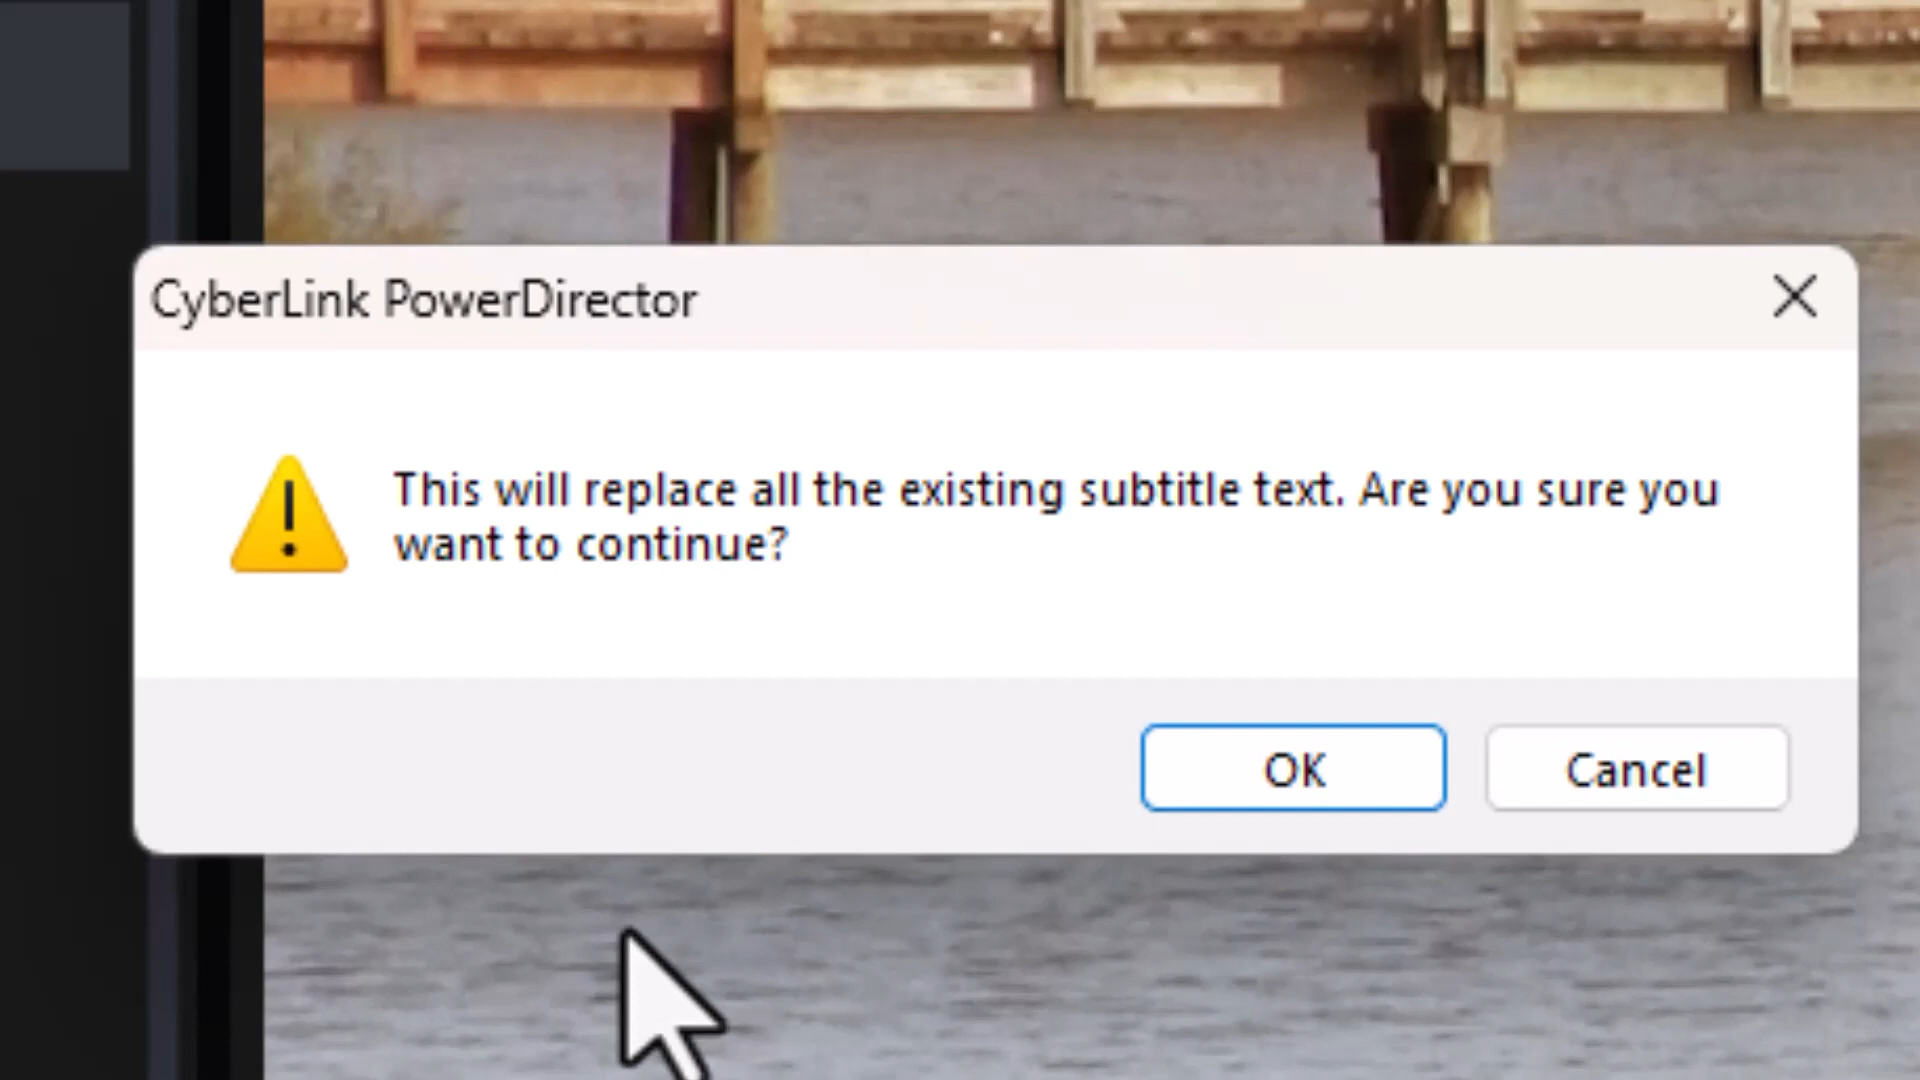 CyberLink PowerDirector
This will replace all the existing subtitle text. Are you sure you
want to continue?
OK
Cancel